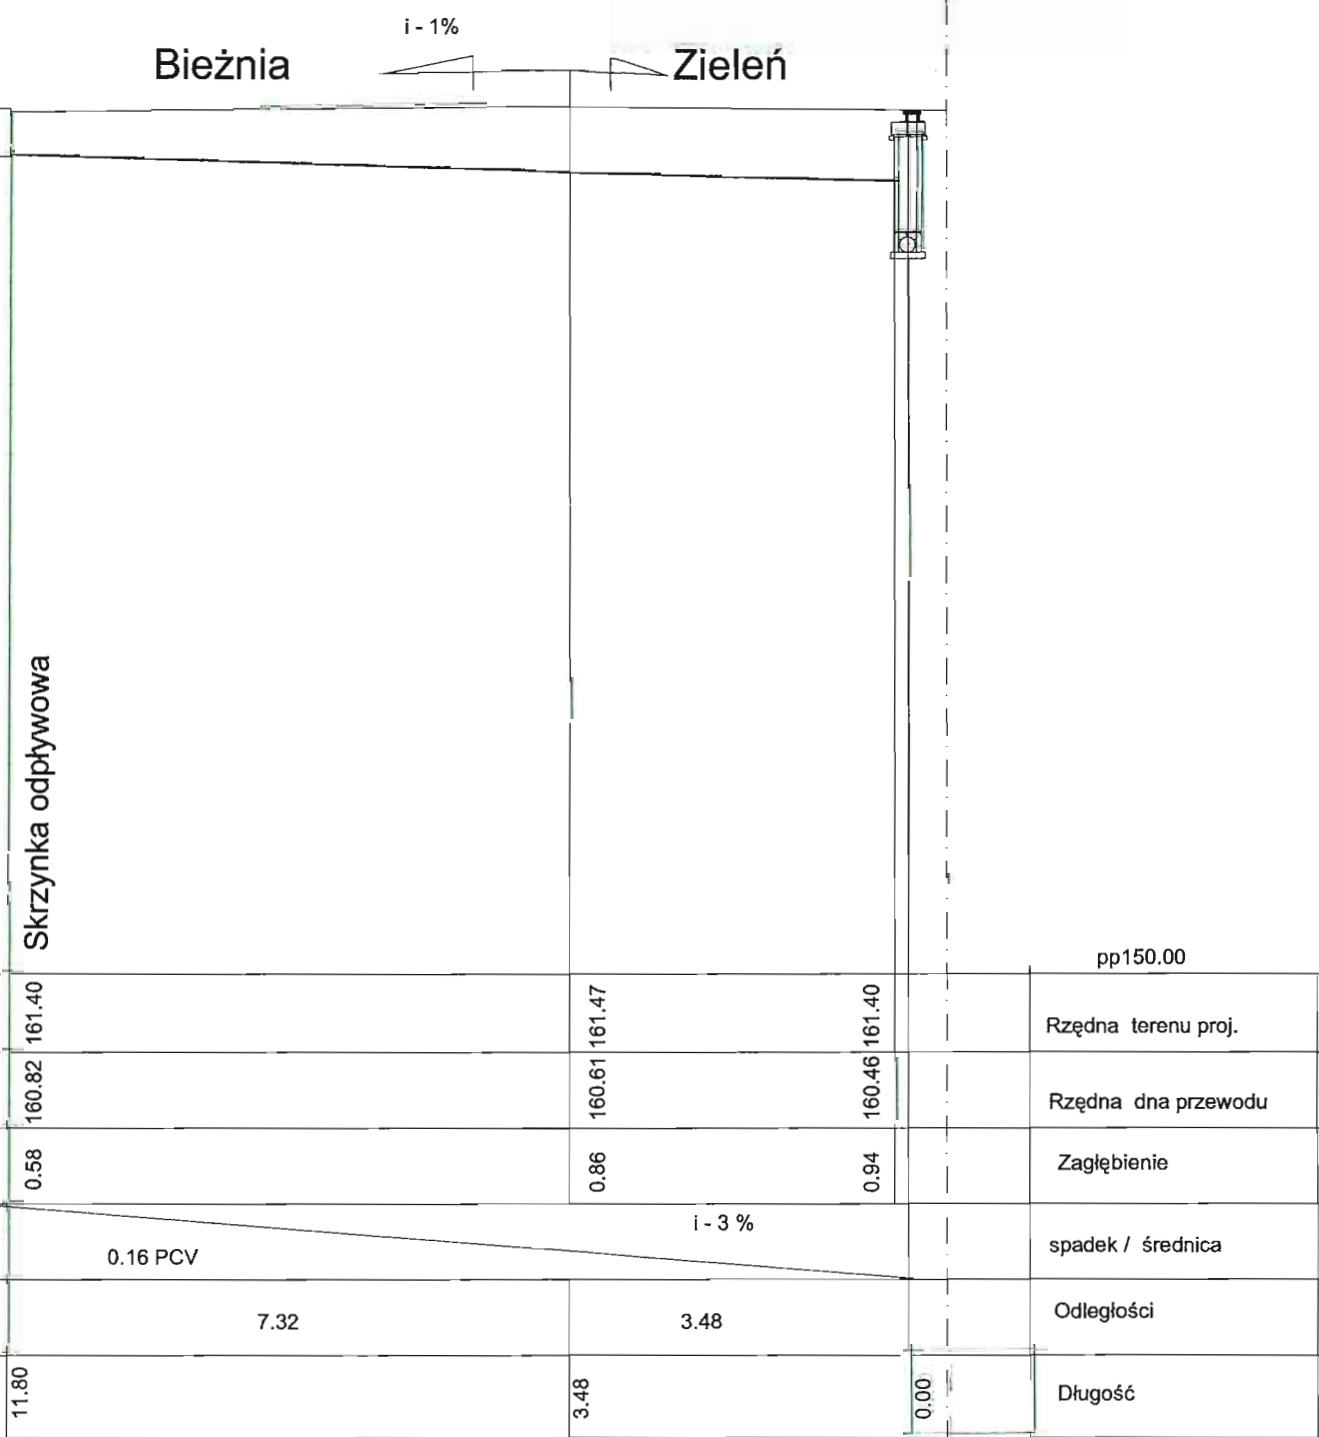 i - 1%
Bieżnia
Zieleń
Skrzynka odpływowa
pp150.00
161.40
161.47
161.40
Rzędna terenu proj.
160.82
160.61
160.46
Rzędna dna przewodu
0.58
0.86
0.94
Zagłębienie
i - 3 %
0.16 PCV
spadek / średnica
7.32
3.48
Odległości
11.80
3.48
0.00
Długość